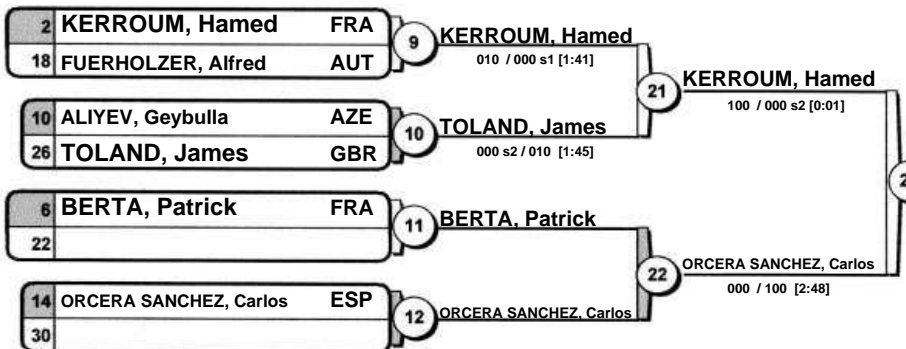 2 KERROUM, Hamed FRA
18 FUERHOLZER, Alfred AUT
9
KERROUM, Hamed
010 / 000 s1 [1:41]
10 ALIYEV, Geybulla AZE
26 TOLAND, James GBR
10
TOLAND, James
000 s2 / 010 [1:45]
21
KERROUM, Hamed
100 / 000 s2 [0:01]
6 BERTA, Patrick FRA
22
11
BERTA, Patrick
14 ORCERA SANCHEZ, Carlos ESP
30
12
ORCERA SANCHEZ, Carlos
22
ORCERA SANCHEZ, Carlos
000 / 100 [2:48]
2